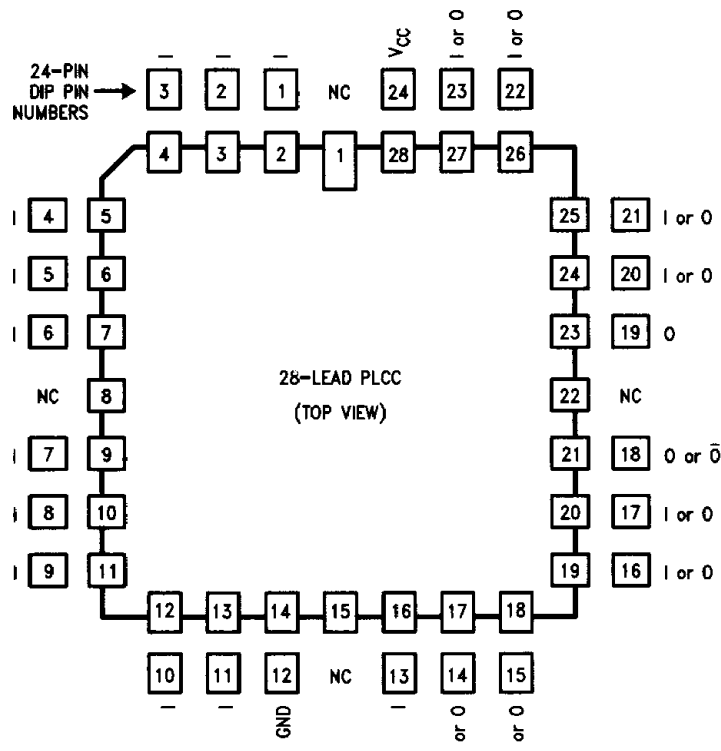 I I I VCC I or O I or O
24-PIN
DIP PIN
NUMBERS
3 2 1 NC 24 23 22
4 3 2 1 28 27 26
I 4 5 25 21 I or O
I 5 6 24 20 I or O
I 6 7 23 19 O
28-LEAD PLCC
(TOP VIEW)
NC 8 22 NC
I 7 9 21 18 O or Ō
8 10 20 17 I or O
I 9 11 19 16 I or O
12 13 14 15 16 17 18
10 11 12 NC 13 14 15
I I GND I or O or O